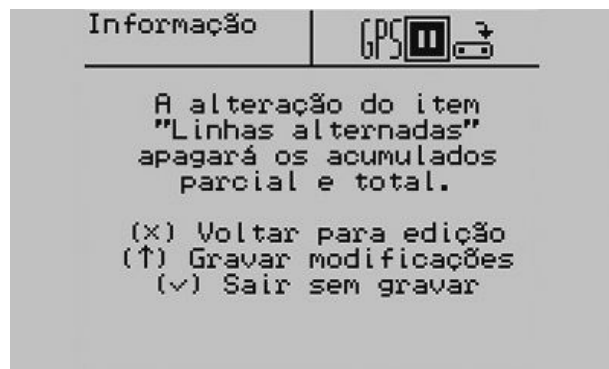 Informação
GPS
A alteração do item
"Linhas alternadas"
apagará os acumulados
parcial e total.
(×) Voltar para edição
(↑) Gravar modificações
(✓) Sair sem gravar